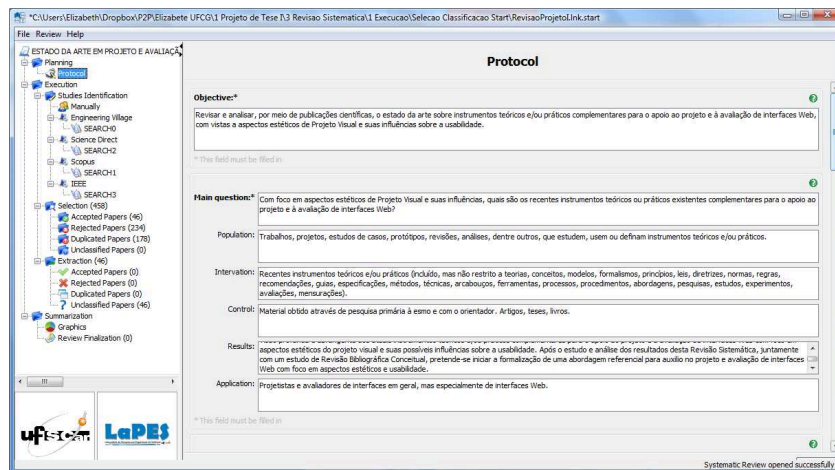 *C:\Users\Elizabeth\Dropbox\P2P\Elizabete UFCG\1 Projeto de Tese I\3 Revisao Sistematica\1 Execucao\Selecao Classificacao Start\RevisaoProjetoLInk.start
File Review Help
ESTADO DA ARTE EM PROJETO E AVALIAÇÃ
Planning
Protocol
Execution
Studies Identification
Manually
Engineering Village
SEARCH0
Science Direct
SEARCH2
Scopus
SEARCH1
IEEE
SEARCH3
Selection (458)
Accepted Papers (46)
Rejected Papers (234)
Duplicated Papers (178)
Unclassified Papers (0)
Extraction (46)
Accepted Papers (0)
Rejected Papers (0)
Duplicated Papers (0)
Unclassified Papers (46)
Summarization
Graphics
Review Finalization (0)
ufscar
LaPES
Protocol
Objective:*
Revisar e analisar, por meio de publicações científicas, o estado da arte sobre instrumentos teóricos e/ou práticos complementares para o apoio ao projeto e à avaliação de interfaces Web,
com vistas a aspectos estéticos de Projeto Visual e suas influências sobre a usabilidade.
* This field must be filled in
Main question:* Com foco em aspectos estéticos de Projeto Visual e suas influências, quais são os recentes instrumentos teóricos ou práticos existentes complementares para o apoio ao
projeto e à avaliação de interfaces Web?
Population: Trabalhos, projetos, estudos de casos, protótipos, revisões, análises, dentre outros, que estudem, usem ou definam instrumentos teóricos e/ou práticos.
Intervation: Recentes instrumentos teóricos e/ou práticos (incluído, mas não restrito a teorias, conceitos, modelos, formalismos, princípios, leis, diretrizes, normas, regras,
recomendações, guias, especificações, métodos, técnicas, arcabouços, ferramentas, processos, procedimentos, abordagens, pesquisas, estudos, experimentos,
avaliações, mensurações).
Control: Material obtido através de pesquisa primária à esmo e com o orientador. Artigos, teses, livros.
Results:
aspectos estéticos do projeto visual e suas possíveis influências sobre a usabilidade. Após o estudo e análise dos resultados desta Revisão Sistemática, juntamente
com um estudo de Revisão Bibliográfica Conceitual, pretende-se iniciar a formalização de uma abordagem referencial para auxilio no projeto e avaliação de interfaces
Web com foco em aspectos estéticos e usabilidade.
Application: Projetistas e avaliadores de interfaces em geral, mas especialmente de interfaces Web.
* This field must be filled in
Systematic Review opened successfully